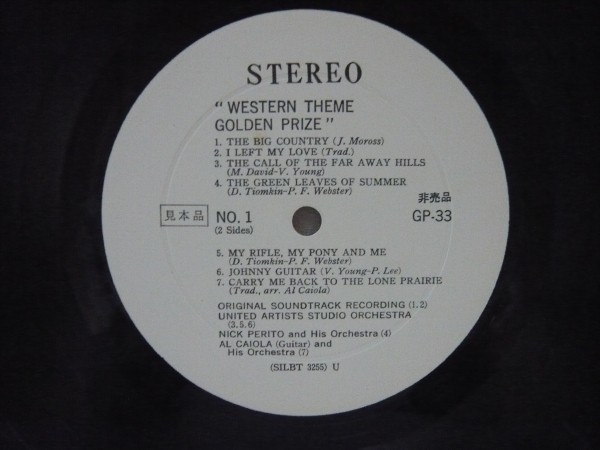 STEREO
"WESTERN THEME
GOLDEN PRIZE"
1. THE BIG COUNTRY (J. Moross)
2. I LEFT MY LOVE (Trad.)
3. THE CALL OF THE FAR AWAY HILLS
(M. David-V. Young)
4. THE GREEN LEAVES OF SUMMER
(D. Tiomkin-P. F. Webster)
非売品
見本品 NO. 1 GP-33
(2 Sides)
5. MY RIFLE, MY PONY AND ME
(D. Tiomkin-P. F. Webster)
6. JOHNNY GUITAR (V. Young-P. Lee)
7. CARRY ME BACK TO THE LONE PRAIRIE
(Trad., arr. Al Caiola)
ORIGINAL SOUNDTRACK RECORDING (1.2)
UNITED ARTISTS STUDIO ORCHESTRA
(3.5.6)
NICK PERITO and His Orchestra (4)
AL CAIOLA (Guitar) and
His Orchestra (7)
(SILBT 3255) U